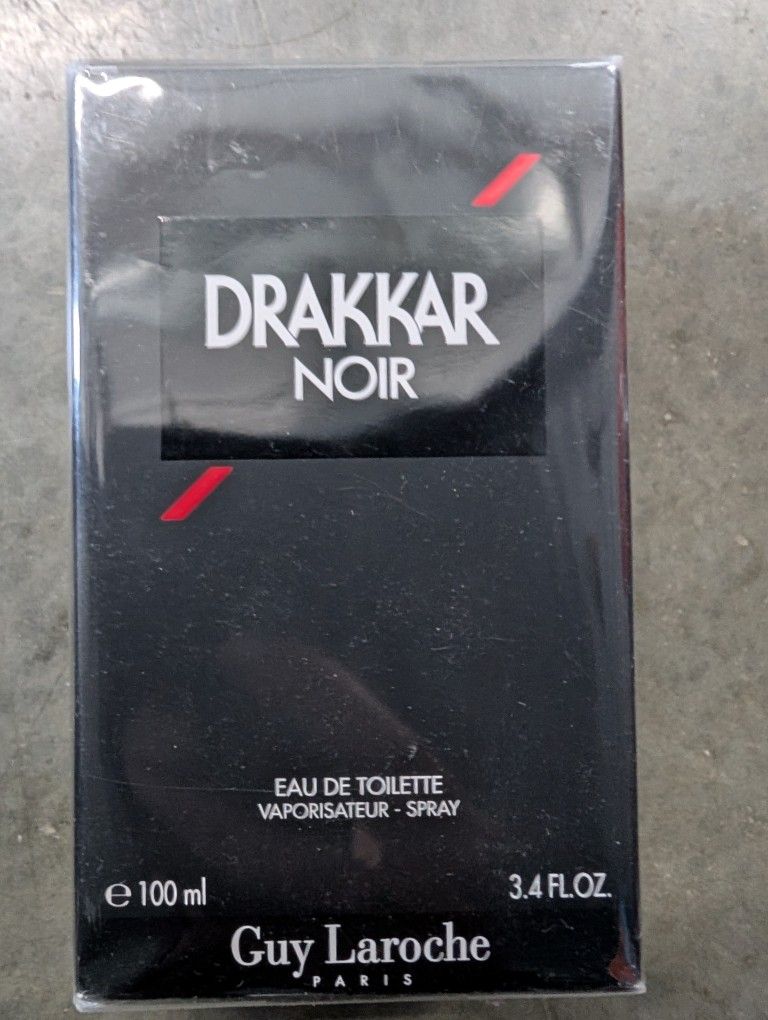 DRAKKAR
NOIR
EAU DE TOILETTE
VAPORISATEUR - SPRAY
℮ 100 ml 3.4 FL.OZ.
Guy Laroche
PARIS